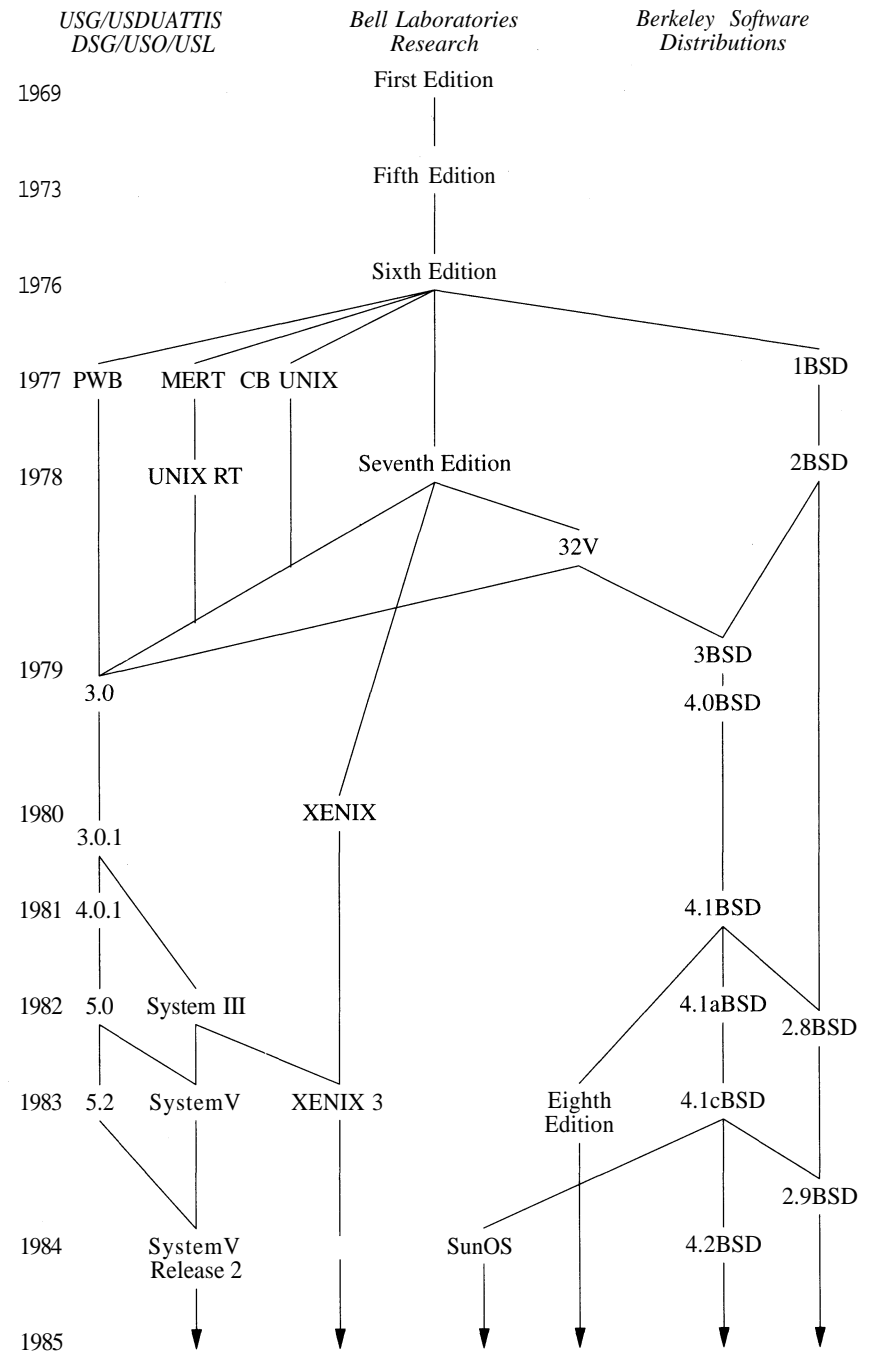 USG/USDUATTIS Bell Laboratories Berkeley Software
DSG/USO/USL Research Distributions
1969 First Edition
1973 Fifth Edition
1976 Sixth Edition
1977 PWB MERT CB UNIX 1BSD
1978 UNIX RT Seventh Edition 2BSD
32V
1979 3BSD
3.0 4.0BSD
1980 XENIX
3.0.1
1981 4.0.1 4.1BSD
1982 5.0 System III 4.1aBSD
2.8BSD
1983 5.2 SystemV XENIX 3 Eighth 4.1cBSD
Edition
2.9BSD
1984 SystemV SunOS 4.2BSD
Release 2
1985